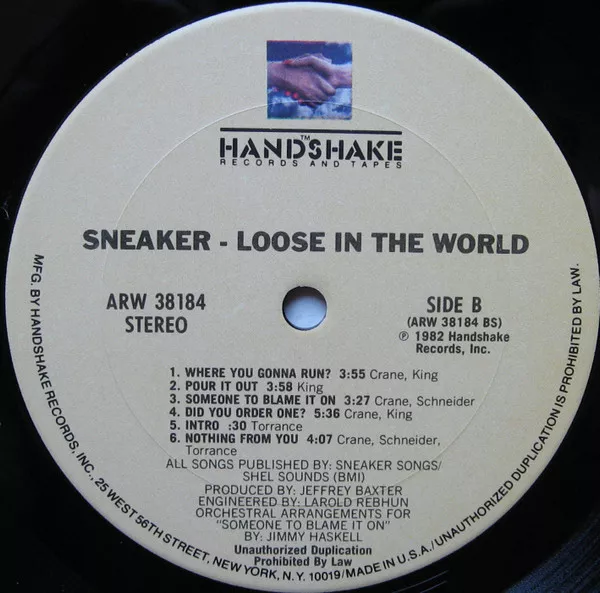 ™
HANDSHAKE
RECORDS AND TAPES
SNEAKER - LOOSE IN THE WORLD
ARW 38184
STEREO
SIDE B
(ARW 38184 BS)
℗ 1982 Handshake
Records, Inc.
1. WHERE YOU GONNA RUN? 3:55 Crane, King
2. POUR IT OUT 3:58 King
3. SOMEONE TO BLAME IT ON 3:27 Crane, Schneider
4. DID YOU ORDER ONE? 5:36 Crane, King
5. INTRO :30 Torrance
6. NOTHING FROM YOU 4:07 Crane, Schneider,
Torrance
ALL SONGS PUBLISHED BY: SNEAKER SONGS/
SHEL SOUNDS (BMI)
PRODUCED BY: JEFFREY BAXTER
ENGINEERED BY: LAROLD REBHUN
ORCHESTRAL ARRANGEMENTS FOR
"SOMEONE TO BLAME IT ON"
BY: JIMMY HASKELL
Unauthorized Duplication
Prohibited By Law
MFG. BY HANDSHAKE RECORDS, INC., 25 WEST 56TH STREET, NEW YORK, N.Y. 10019/MADE IN U.S.A./UNAUTHORIZED DUPLICATION IS PROHIBITED BY LAW.